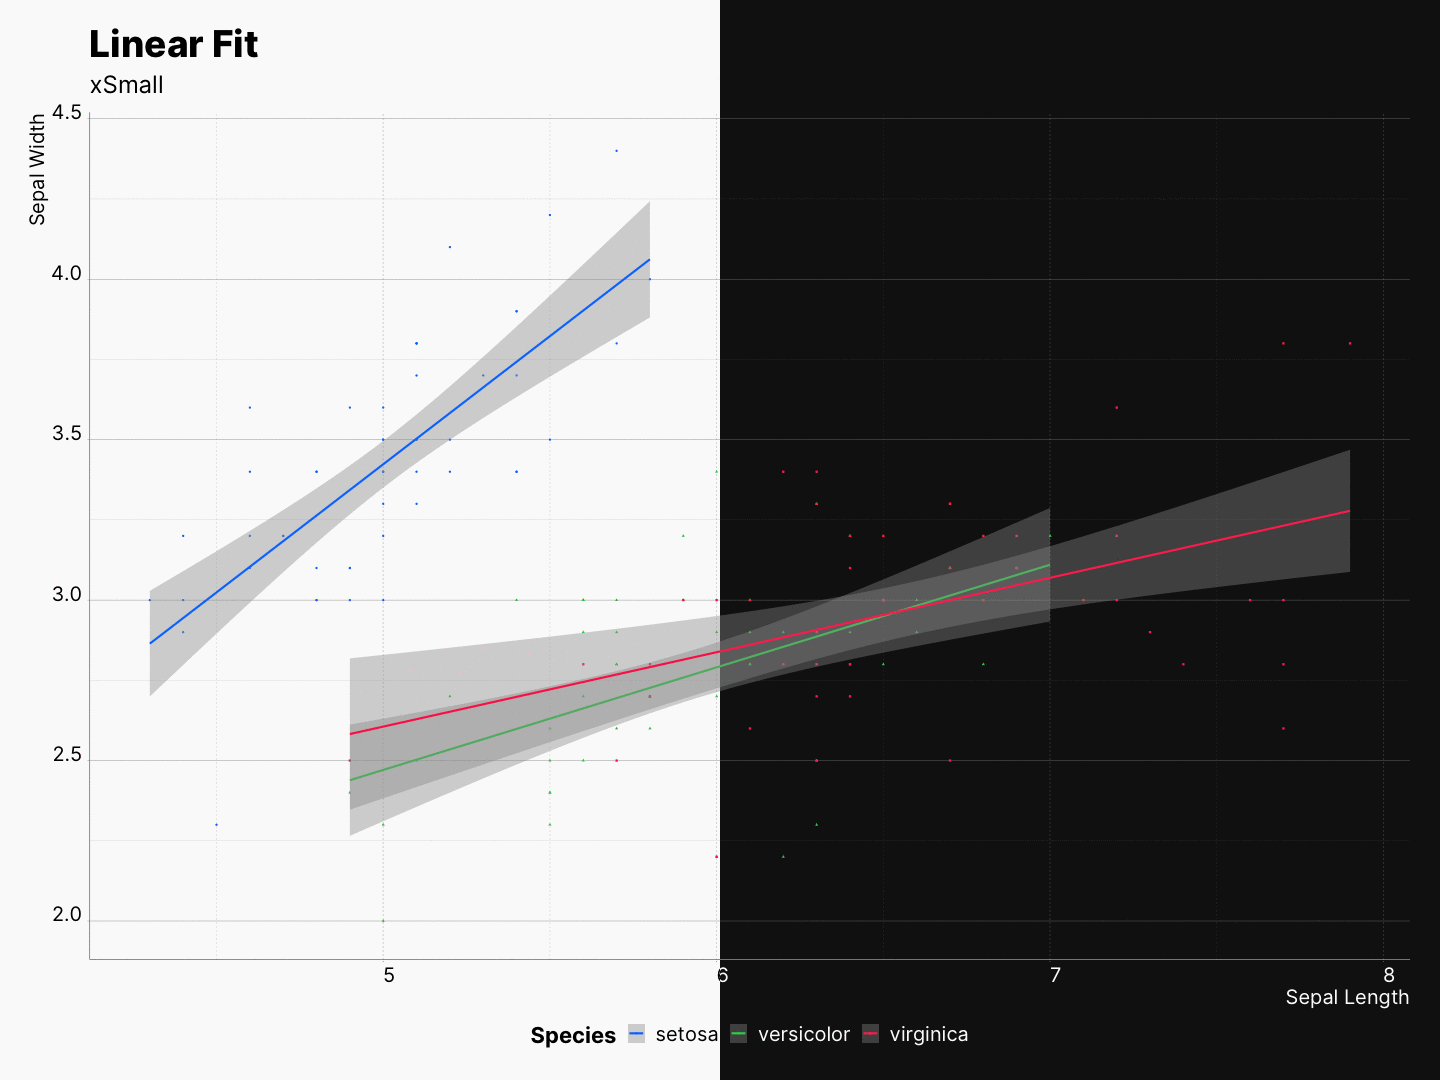 Linear Fit
xSmall
Sepal Width
4.5
4.0
3.5
3.0
2.5
2.0
5 6 7 8
Sepal Length
Species setosa versicolor virginica